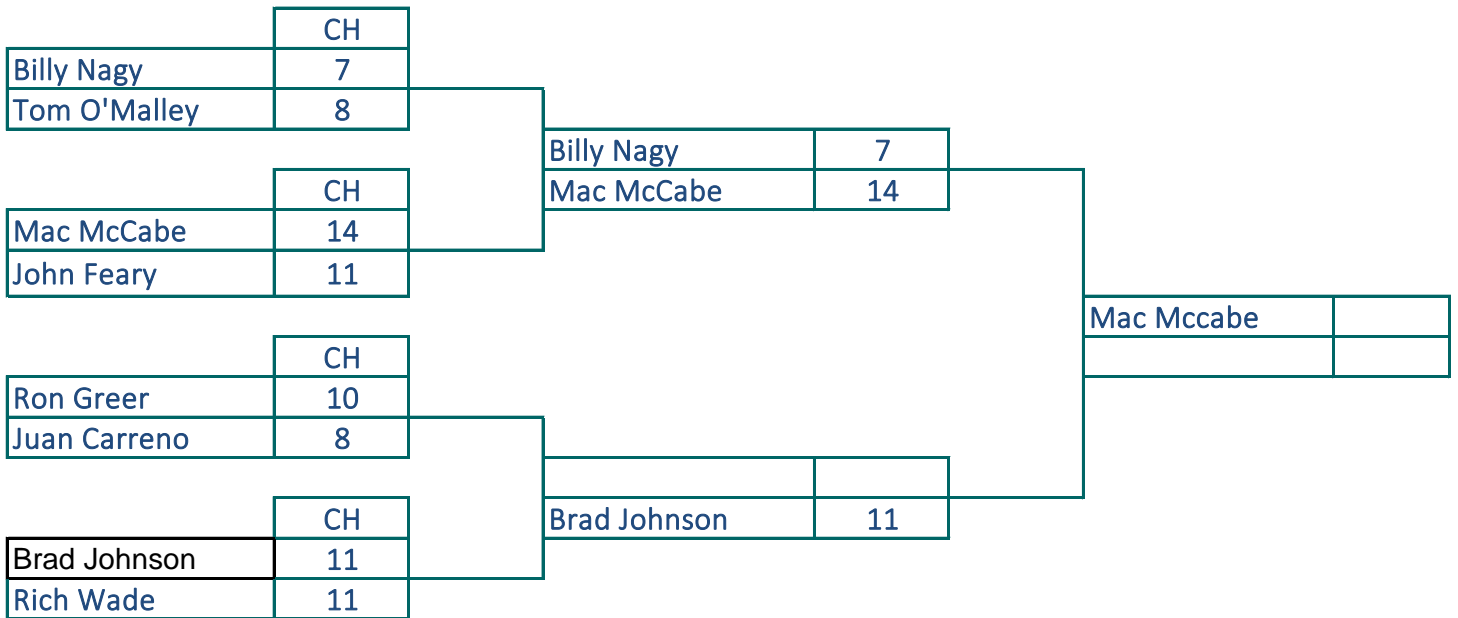 CH
Billy Nagy 7
Tom O'Malley 8
CH
Mac McCabe 14
John Feary 11
CH
Ron Greer 10
Juan Carreno 8
CH
Brad Johnson 11
Rich Wade 11
Billy Nagy 7
Mac McCabe 14
Brad Johnson 11
Mac Mccabe